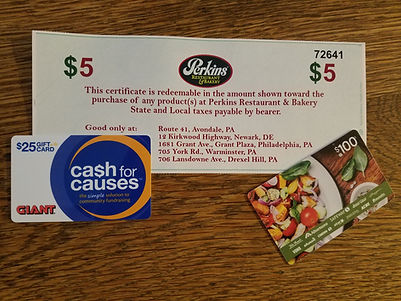 72641
$5
Perkins
RESTAURANT
& BAKERY
$5
This certificate is redeemable in the amount shown toward the
purchase of any product(s) at Perkins Restaurant & Bakery
State and Local taxes payable by bearer.
Good only at:
Route 41, Avondale, PA
12 Kirkwood Highway, Newark, DE
1681 Grant Ave., Grant Plaza, Philadelphia, PA
705 York Rd., Warminster, PA
706 Lansdowne Ave., Drexel Hill, PA
$25 GIFT
CARD
ca$h for
causes
the simple solution to
community fundraising
GIANT
$100